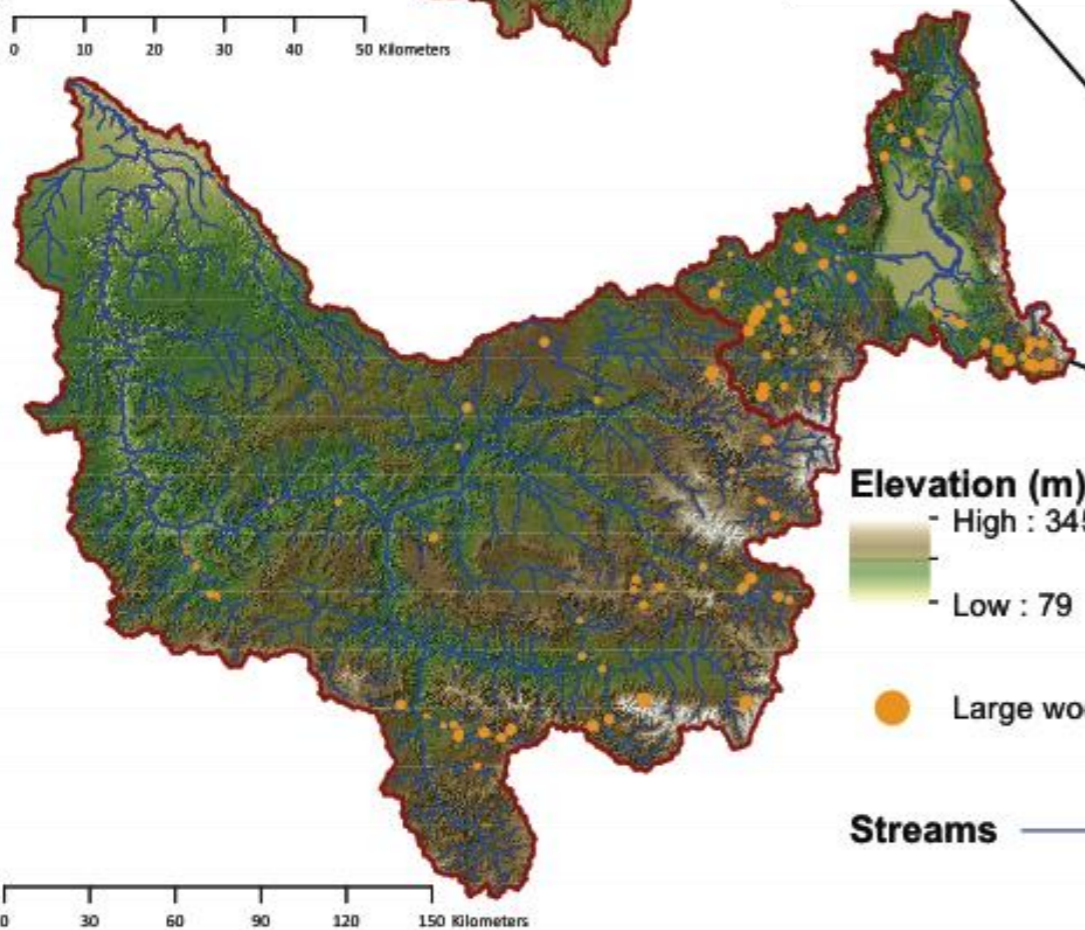 0 10 20 30 40 50 Kilometers
Elevation (m)
High : 345
Low : 79
Large wo
Streams
0 30 60 90 120 150 Kilometers